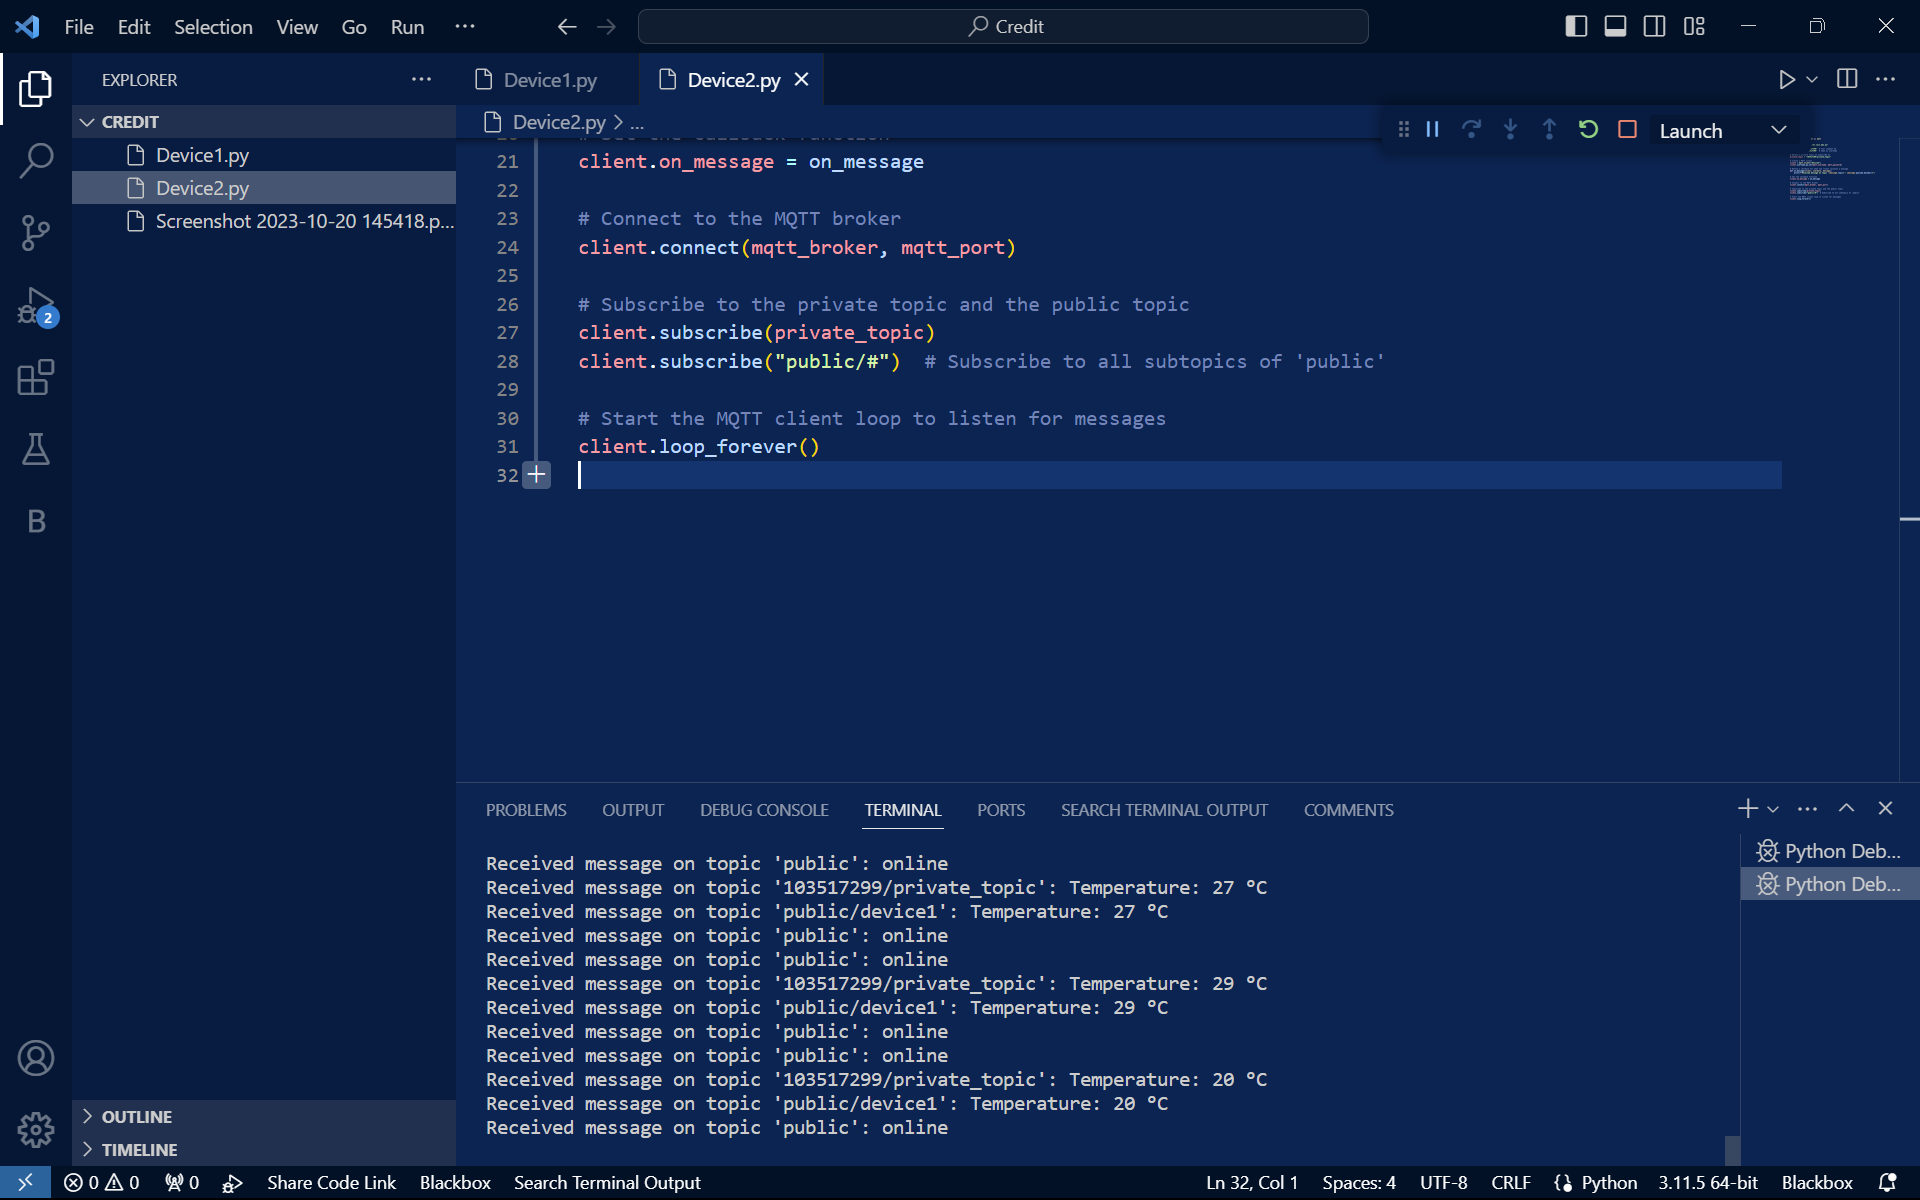 File Edit Selection View Go Run ···
Credit
EXPLORER ···
Device1.py
Device2.py
CREDIT
Device2.py > ...
Launch
Device1.py
Device2.py
Screenshot 2023-10-20 145418.p...
21 client.on_message = on_message
22
23 # Connect to the MQTT broker
24 client.connect(mqtt_broker, mqtt_port)
25
26 # Subscribe to the private topic and the public topic
27 client.subscribe(private_topic)
28 client.subscribe("public/#")  # Subscribe to all subtopics of 'public'
29
30 # Start the MQTT client loop to listen for messages
31 client.loop_forever()
32
2
B
PROBLEMS OUTPUT DEBUG CONSOLE TERMINAL PORTS SEARCH TERMINAL OUTPUT COMMENTS
Python Deb...
Python Deb...
Received message on topic 'public': online
Received message on topic '103517299/private_topic': Temperature: 27 °C
Received message on topic 'public/device1': Temperature: 27 °C
Received message on topic 'public': online
Received message on topic 'public': online
Received message on topic '103517299/private_topic': Temperature: 29 °C
Received message on topic 'public/device1': Temperature: 29 °C
Received message on topic 'public': online
Received message on topic 'public': online
Received message on topic '103517299/private_topic': Temperature: 20 °C
Received message on topic 'public/device1': Temperature: 20 °C
Received message on topic 'public': online
OUTLINE
TIMELINE
0 0 0 Share Code Link Blackbox Search Terminal Output Ln 32, Col 1 Spaces: 4 UTF-8 CRLF Python 3.11.5 64-bit Blackbox